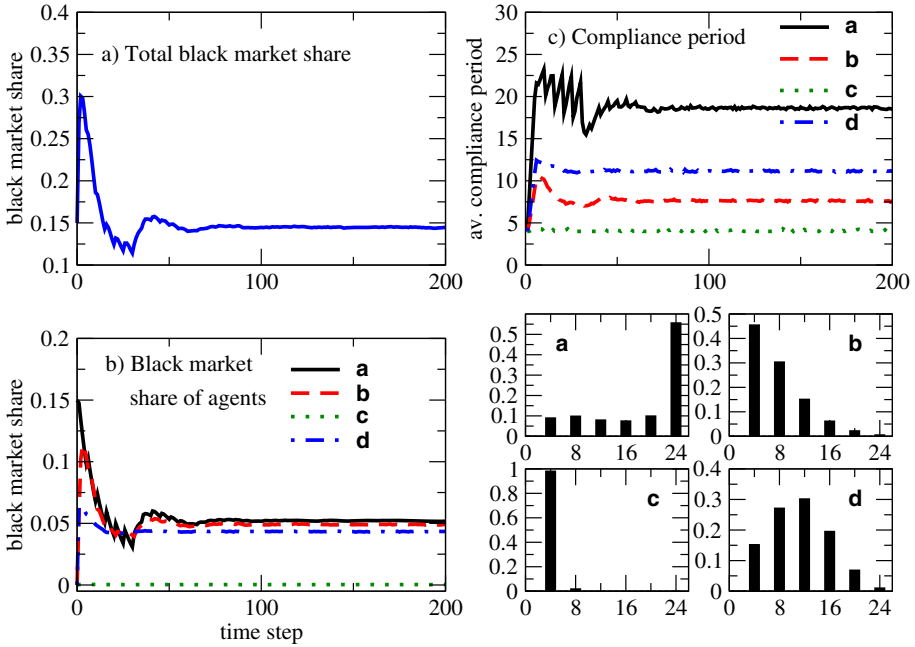 a) Total black market share
black market share
0.4
0.35
0.3
0.25
0.2
0.15
0.1
0 100 200
c) Compliance period
a
b
c
d
av. compliance period
30
25
20
15
10
5
0
0 100 200
b) Black market
share of agents
a
b
c
d
black market share
0.2
0.15
0.1
0.05
0
0 100 200
time step
a
0.5
0.4
0.3
0.2
0.1
0
8 16 24
b
0.5
0.4
0.3
0.2
0.1
0
0 8 16 24
c
1
0.8
0.6
0.4
0.2
0
0 8 16 24
d
0.4
0.3
0.2
0.1
0
0 8 16 24